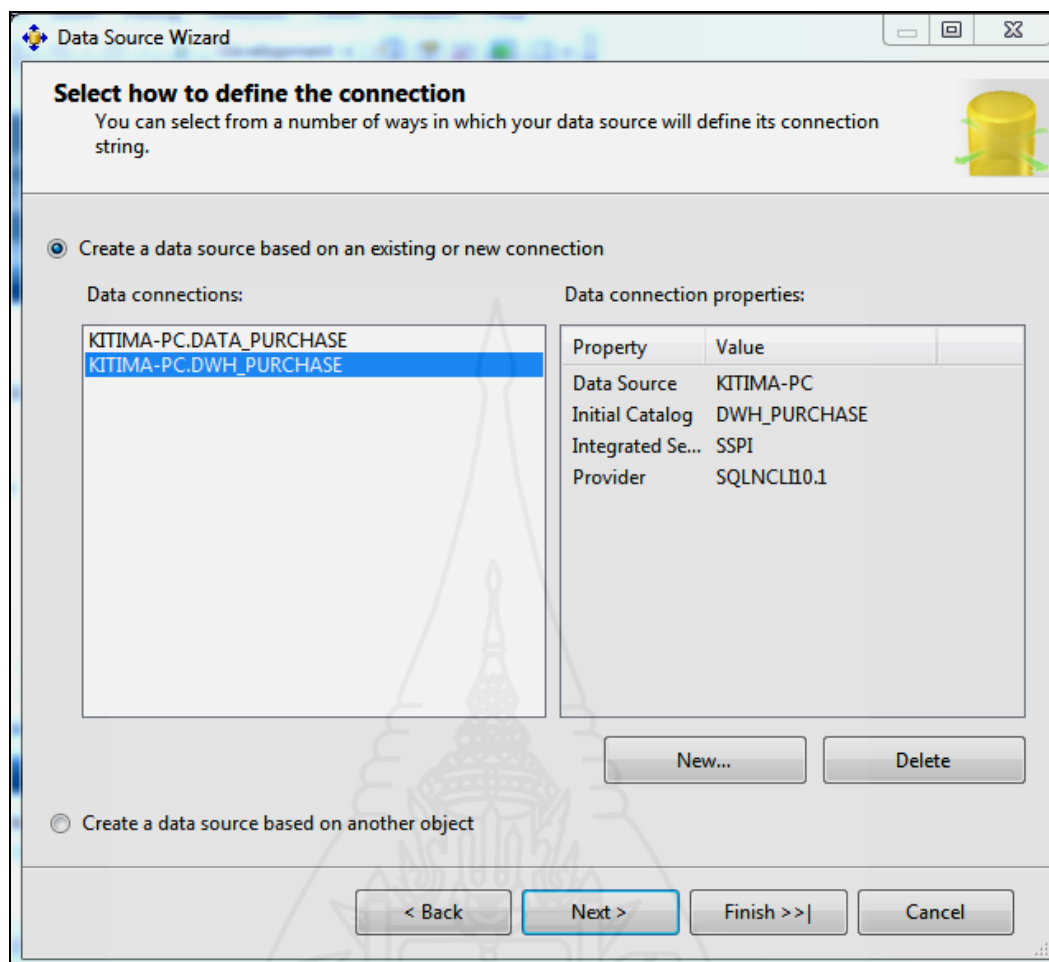 Data Source Wizard
Select how to define the connection
You can select from a number of ways in which your data source will define its connection
string.
Create a data source based on an existing or new connection
Data connections:
KITIMA-PC.DATA_PURCHASE
KITIMA-PC.DWH_PURCHASE
Data connection properties:
Property Value
Data Source KITIMA-PC
Initial Catalog DWH_PURCHASE
Integrated Se... SSPI
Provider SQLNCLI10.1
New... Delete
Create a data source based on another object
< Back Next > Finish >>| Cancel